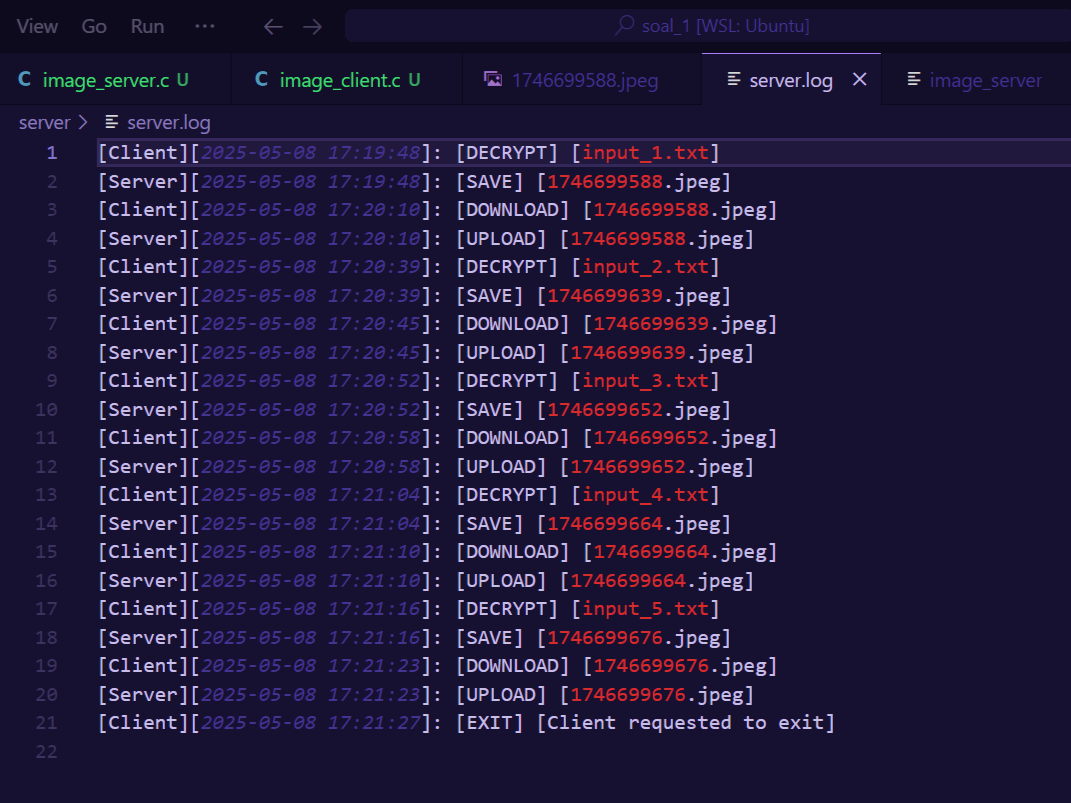 View Go Run ··· ← → soal_1 [WSL: Ubuntu]
C image_server.c U C image_client.c U 1746699588.jpeg server.log × image_server
server > server.log
1 [Client][2025-05-08 17:19:48]: [DECRYPT] [input_1.txt]
2 [Server][2025-05-08 17:19:48]: [SAVE] [1746699588.jpeg]
3 [Client][2025-05-08 17:20:10]: [DOWNLOAD] [1746699588.jpeg]
4 [Server][2025-05-08 17:20:10]: [UPLOAD] [1746699588.jpeg]
5 [Client][2025-05-08 17:20:39]: [DECRYPT] [input_2.txt]
6 [Server][2025-05-08 17:20:39]: [SAVE] [1746699639.jpeg]
7 [Client][2025-05-08 17:20:45]: [DOWNLOAD] [1746699639.jpeg]
8 [Server][2025-05-08 17:20:45]: [UPLOAD] [1746699639.jpeg]
9 [Client][2025-05-08 17:20:52]: [DECRYPT] [input_3.txt]
10 [Server][2025-05-08 17:20:52]: [SAVE] [1746699652.jpeg]
11 [Client][2025-05-08 17:20:58]: [DOWNLOAD] [1746699652.jpeg]
12 [Server][2025-05-08 17:20:58]: [UPLOAD] [1746699652.jpeg]
13 [Client][2025-05-08 17:21:04]: [DECRYPT] [input_4.txt]
14 [Server][2025-05-08 17:21:04]: [SAVE] [1746699664.jpeg]
15 [Client][2025-05-08 17:21:10]: [DOWNLOAD] [1746699664.jpeg]
16 [Server][2025-05-08 17:21:10]: [UPLOAD] [1746699664.jpeg]
17 [Client][2025-05-08 17:21:16]: [DECRYPT] [input_5.txt]
18 [Server][2025-05-08 17:21:16]: [SAVE] [1746699676.jpeg]
19 [Client][2025-05-08 17:21:23]: [DOWNLOAD] [1746699676.jpeg]
20 [Server][2025-05-08 17:21:23]: [UPLOAD] [1746699676.jpeg]
21 [Client][2025-05-08 17:21:27]: [EXIT] [Client requested to exit]
22